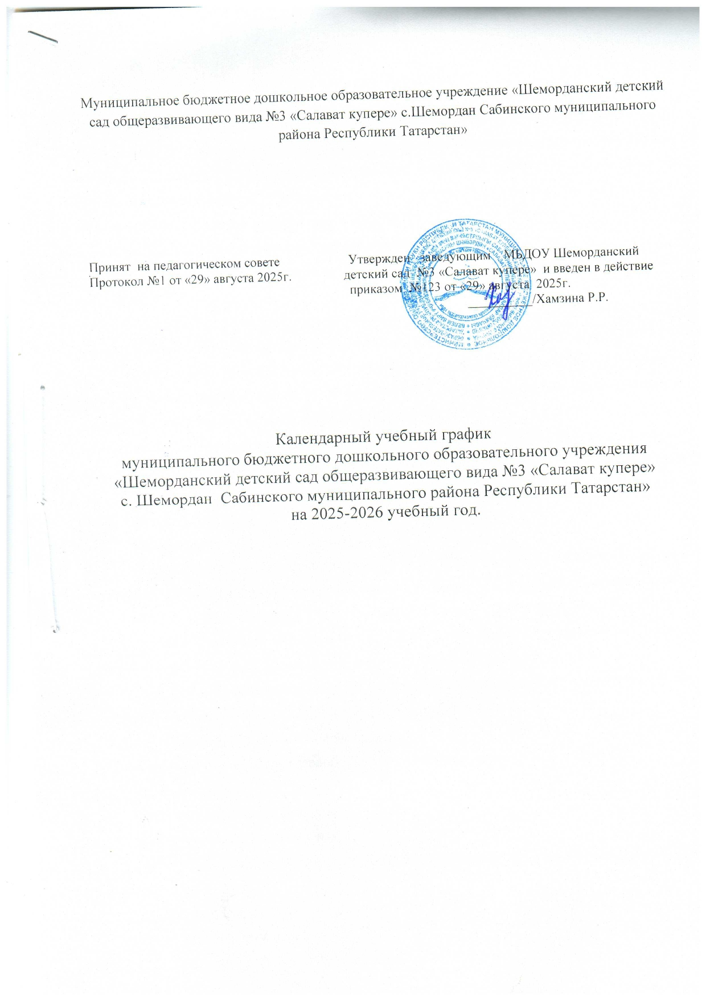 Муниципальное бюджетное дошкольное образовательное учреждение «Шеморданский детский
сад общеразвивающего вида №3 «Салават купере» с.Шемордан Сабинского муниципального
района Республики Татарстан»
Принят на педагогическом совете
Протокол №1 от «29» августа 2025г.
Утвержден заведующим МБДОУ Шеморданский
детский сад №3 «Салават купере» и введен в действие
приказом №123 от «29» августа 2025г.
/Хамзина Р.Р.
Календарный учебный график
муниципального бюджетного дошкольного образовательного учреждения
«Шеморданский детский сад общеразвивающего вида №3 «Салават купере»
с. Шемордан Сабинского муниципального района Республики Татарстан»
на 2025-2026 учебный год.